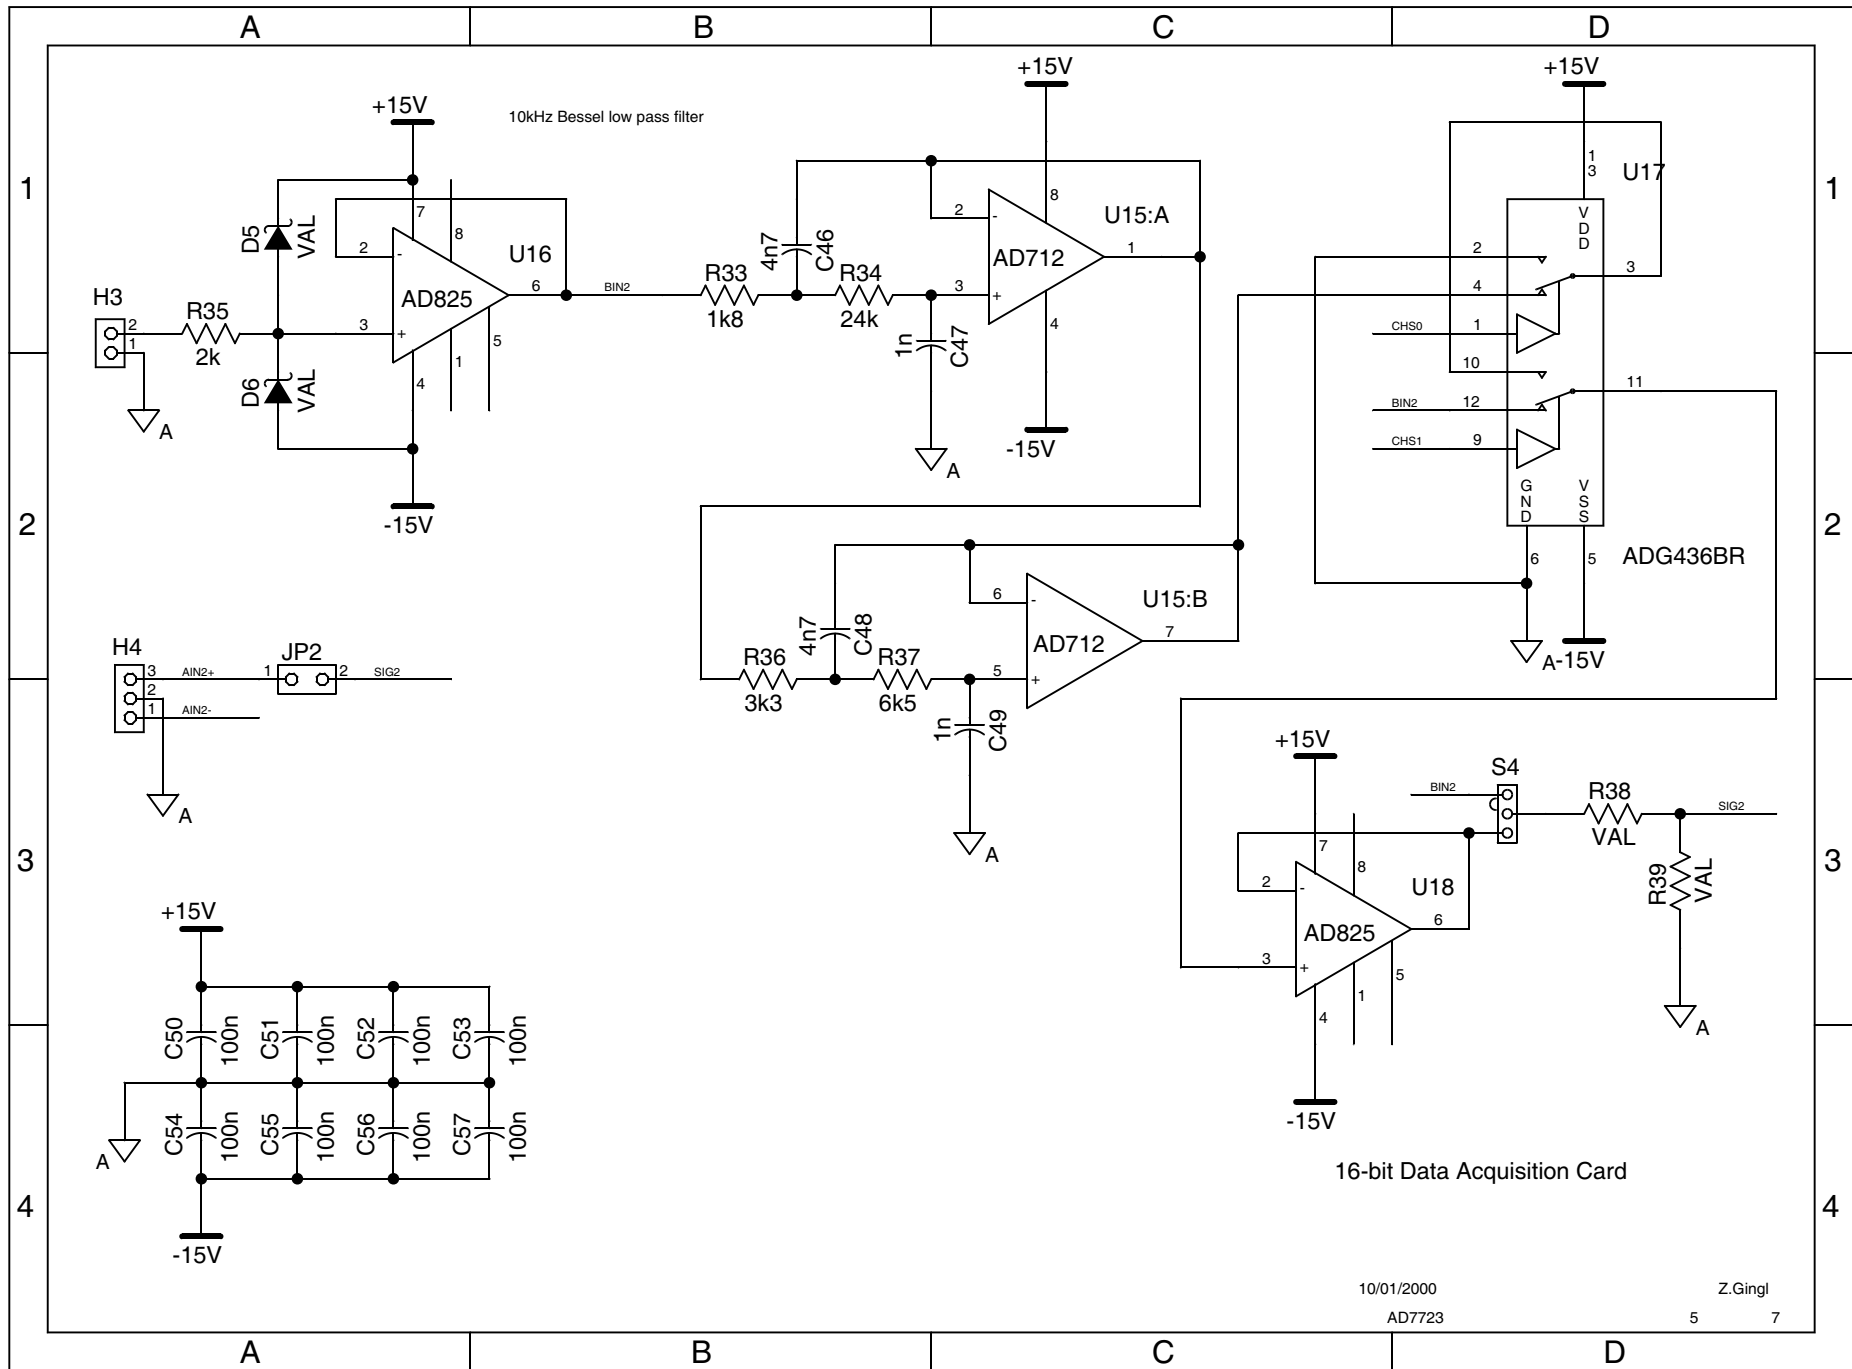 A B C D
+15V +15V
+15V
10kHz Bessel low pass filter
1 1
1
3
U17
7 8
8
V
D
D
D5
VAL
2 -
U16
4n7
C46
2 -
U15:A
2
H3
AD825
6
BIN2
R33
R34
AD712
1
3
2
R35
1k8
24k
3 +
4
1
2k
3 +
5
1n
C47
4
CHS0 1
1
10
D6
VAL
4
11
A
BIN2 12
-15V
CHS1 9
A
G
N
D
V
S
S
2 2
-15V
6 5
ADG436BR
6 -
U15:B
4n7
C48
7
H4
JP2
AD712
3 AIN2+ 1 2 SIG2
R36
R37
5 +
A -15V
2
3k3
6k5
1 AIN2-
1n
C49
+15V
S4
BIN2
R38
SIG2
A
VAL
A
3 3
7 8
2 -
U18
R39
VAL
+15V
6
AD825
3 +
5
1
4
A
C50
100n
C51
100n
C52
100n
C53
100n
C54
100n
C55
100n
C56
100n
C57
100n
A
-15V
16-bit Data Acquisition Card
4 4
-15V
10/01/2000 Z.Gingl
AD7723 5 7
A B C D